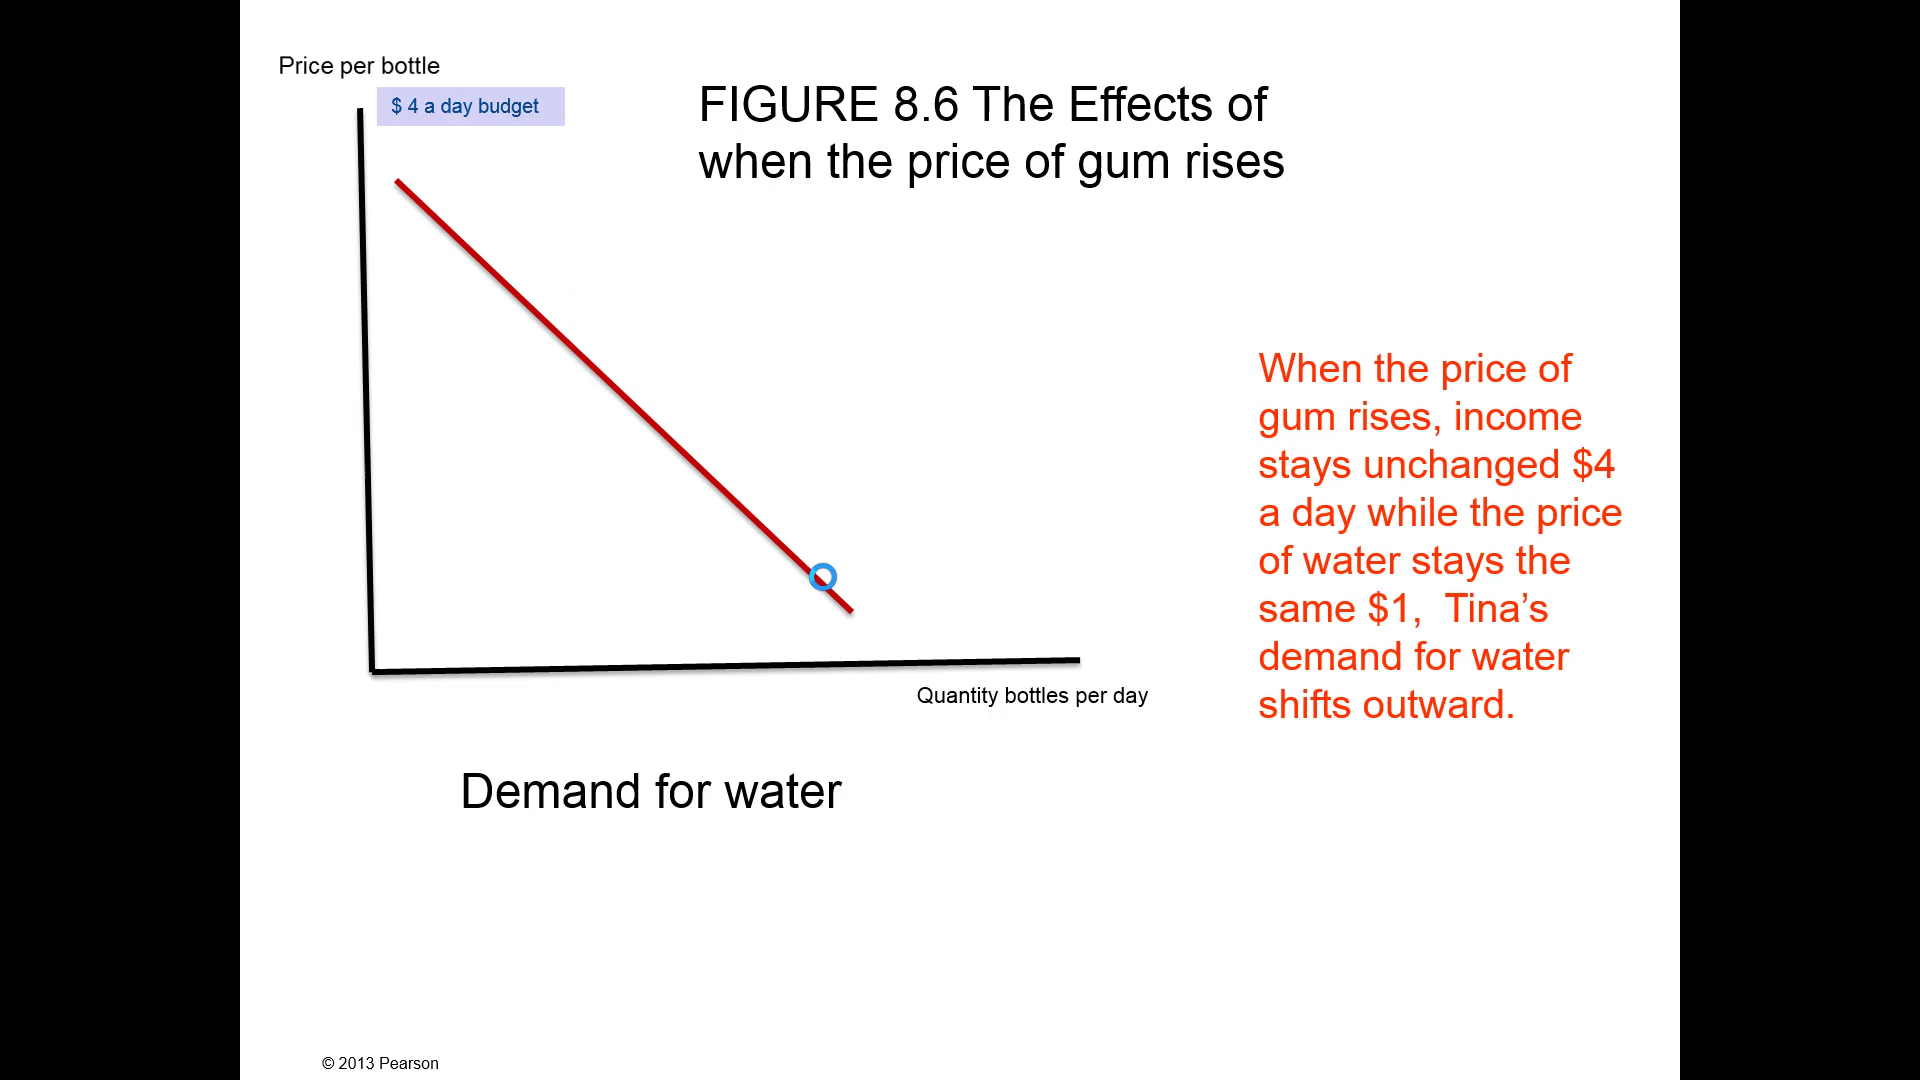 Price per bottle
$ 4 a day budget
FIGURE 8.6 The Effects of
when the price of gum rises
When the price of
gum rises, income
stays unchanged $4
a day while the price
of water stays the
same $1,  Tina’s
demand for water
shifts outward.
Quantity bottles per day
Demand for water
© 2013 Pearson